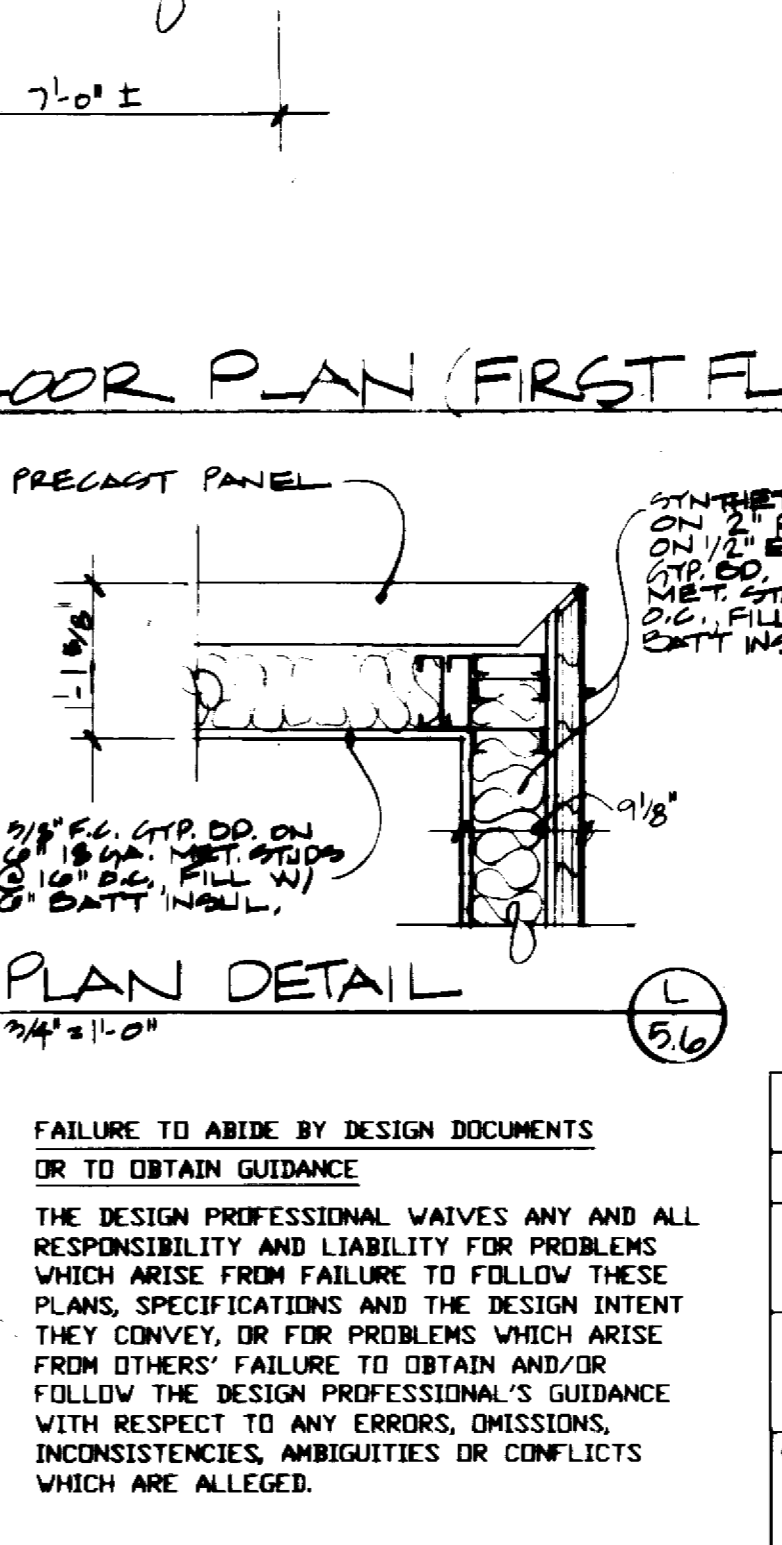 7'-0" ±
LOOR PLAN (FIRST FL
PRECAST PANEL
SYNTHET
ON 2"
ON 1/2"
GYP. BD.
MET. ST
O.C., FILL
BATT INS
9 1/8"
5/8" F.C. GYP. BD. ON
6" 18 GA. MET. STUDS
@ 16" O.C., FILL W/
6" BATT INSUL.
PLAN DETAIL
3/4" = 1'-0"
L
5.6
FAILURE TO ABIDE BY DESIGN DOCUMENTS
OR TO OBTAIN GUIDANCE
THE DESIGN PROFESSIONAL WAIVES ANY AND ALL
RESPONSIBILITY AND LIABILITY FOR PROBLEMS
WHICH ARISE FROM FAILURE TO FOLLOW THESE
PLANS, SPECIFICATIONS AND THE DESIGN INTENT
THEY CONVEY, OR FOR PROBLEMS WHICH ARISE
FROM OTHERS' FAILURE TO OBTAIN AND/OR
FOLLOW THE DESIGN PROFESSIONAL'S GUIDANCE
WITH RESPECT TO ANY ERRORS, OMISSIONS,
INCONSISTENCIES, AMBIGUITIES OR CONFLICTS
WHICH ARE ALLEGED.